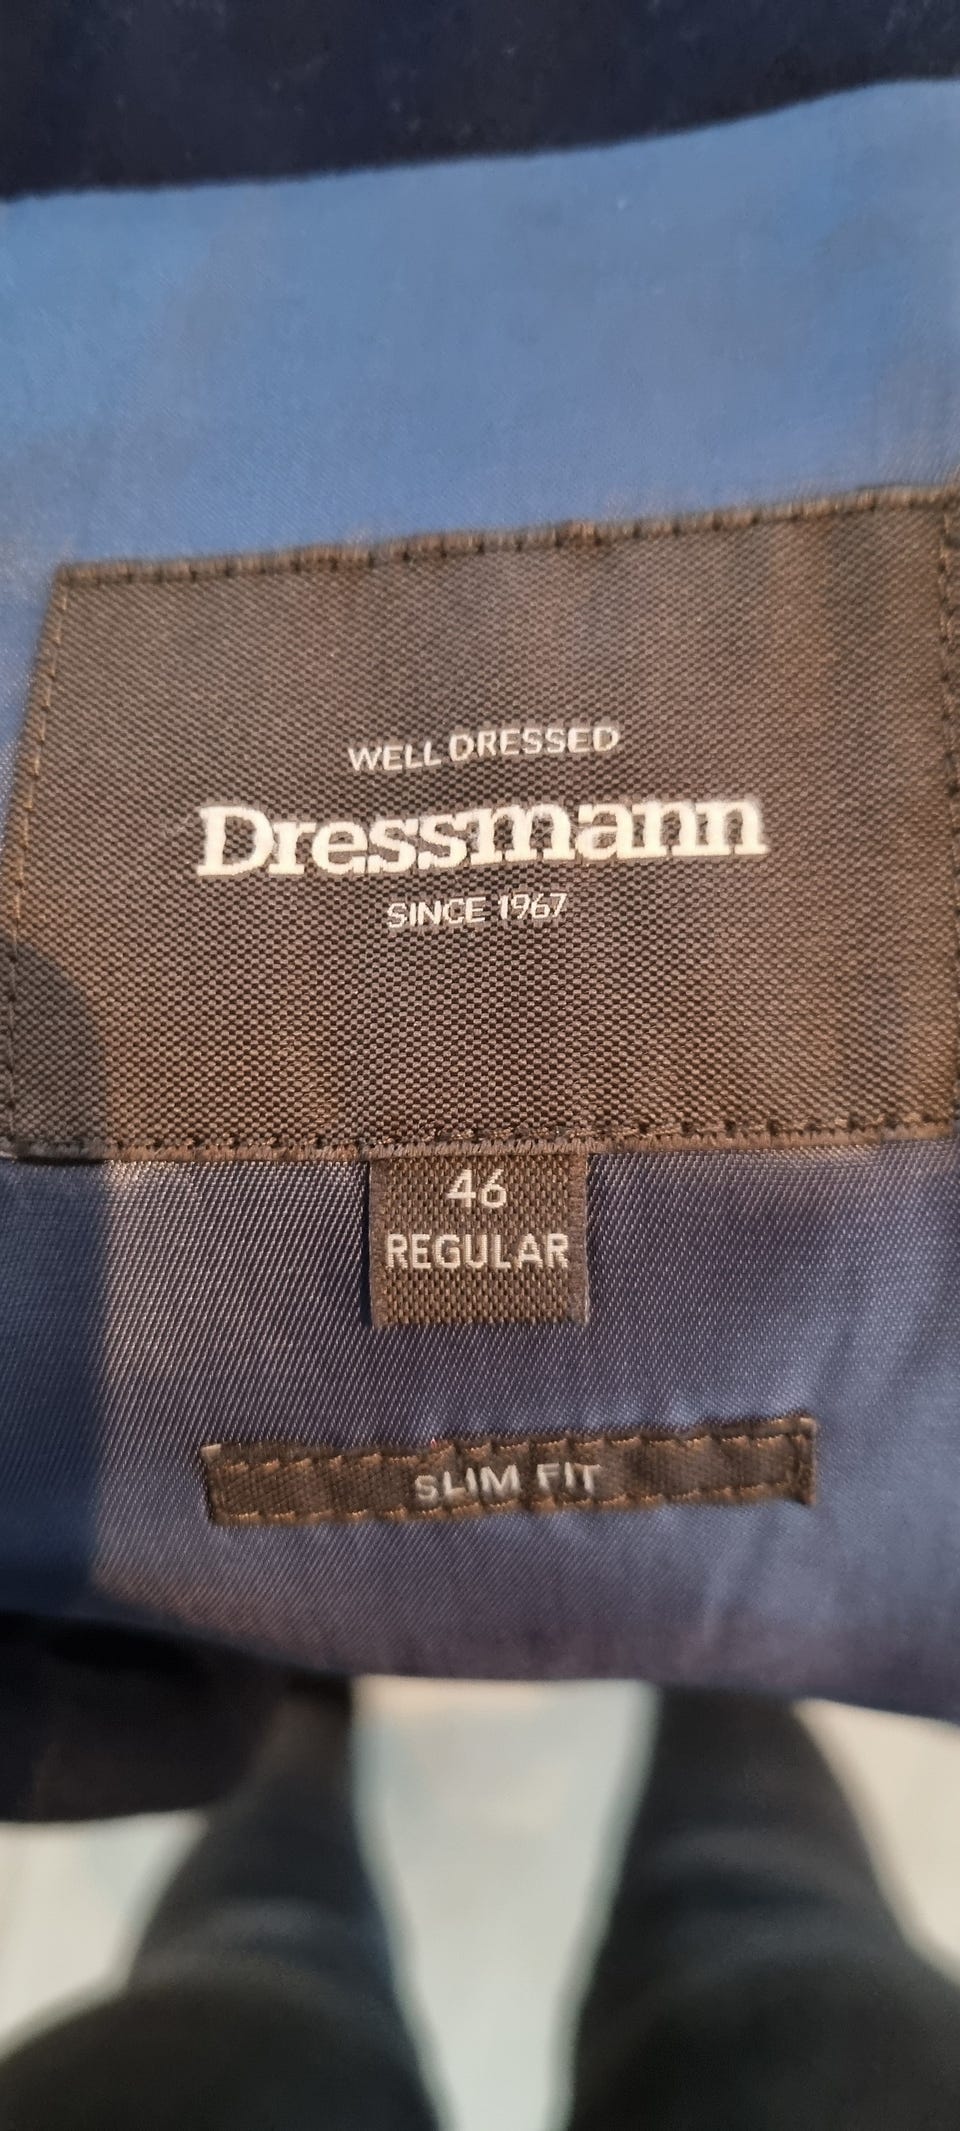 WELL DRESSED
Dressmann
SINCE 1967
46
REGULAR
SLIM FIT